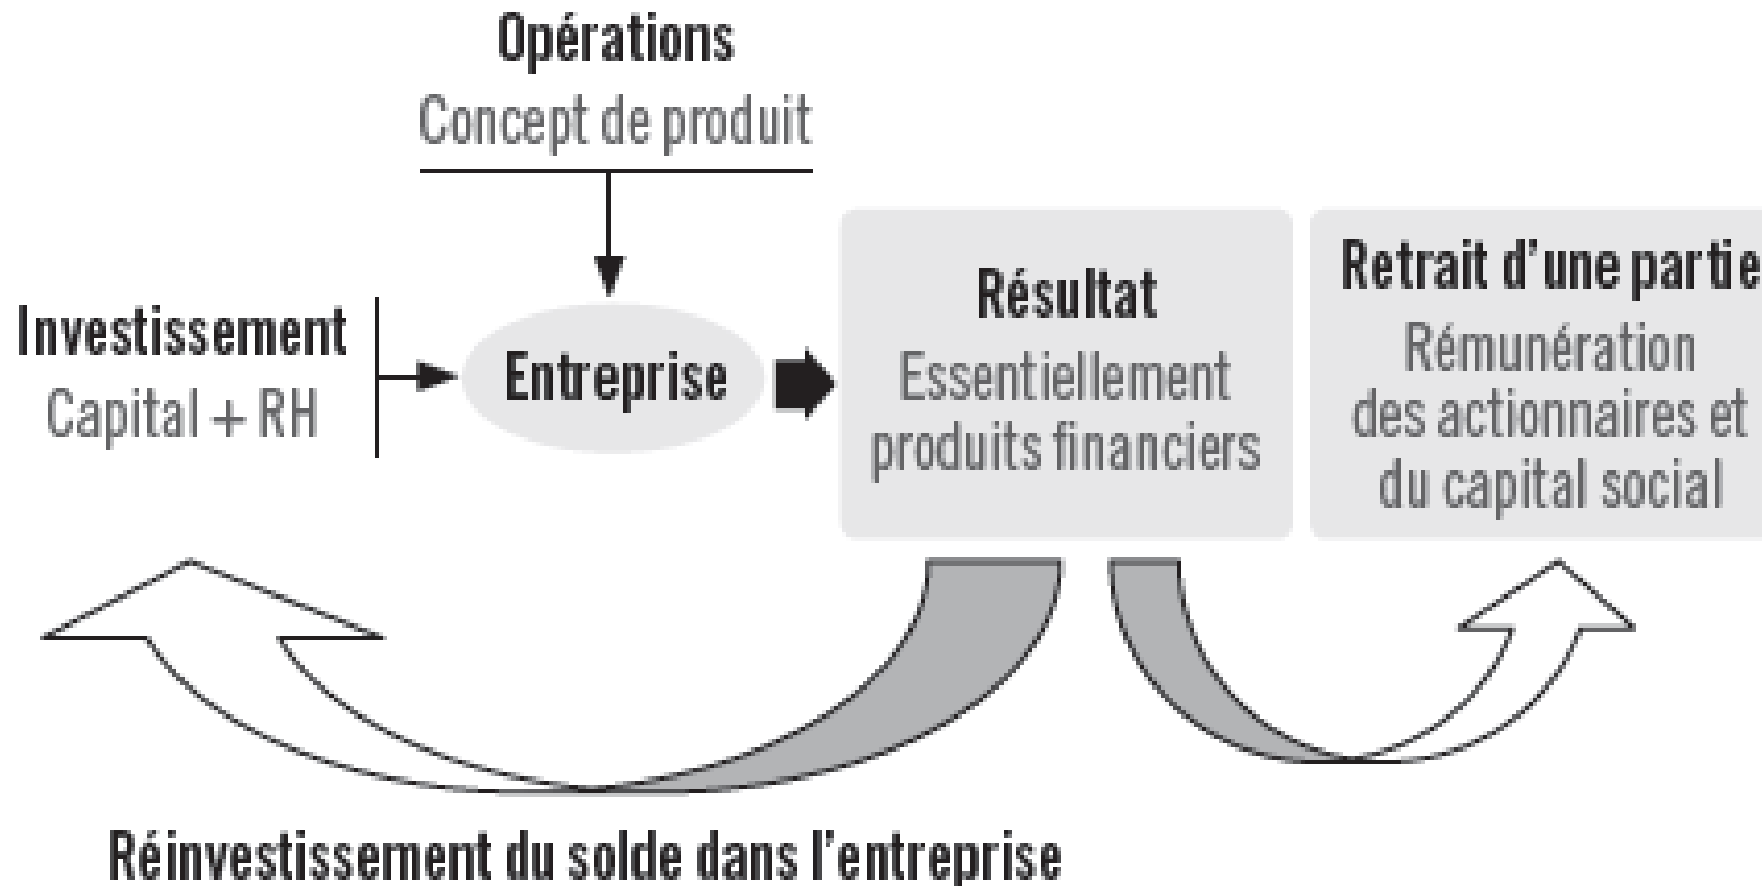 Opérations
Concept de produit
Investissement
Capital + RH
Entreprise
Résultat
Essentiellement
produits financiers
Retrait d'une partie
Rémunération
des actionnaires et
du capital social
Réinvestissement du solde dans l'entreprise